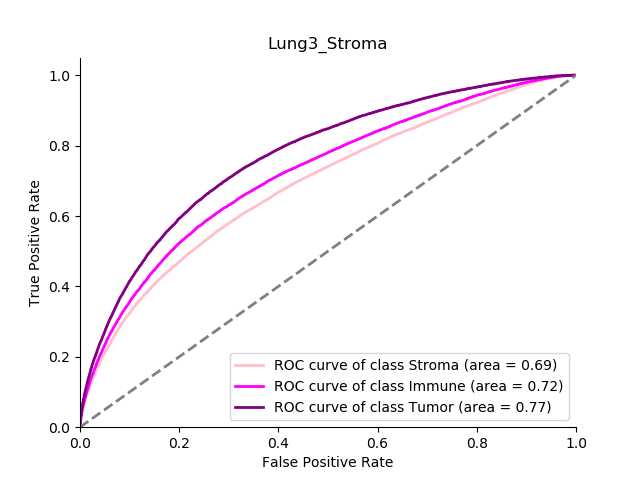 Lung3_Stroma
1.0
0.8
0.6
0.4
0.2
0.0
True Positive Rate
ROC curve of class Stroma (area = 0.69)
ROC curve of class Immune (area = 0.72)
ROC curve of class Tumor (area = 0.77)
0.0 0.2 0.4 0.6 0.8 1.0
False Positive Rate